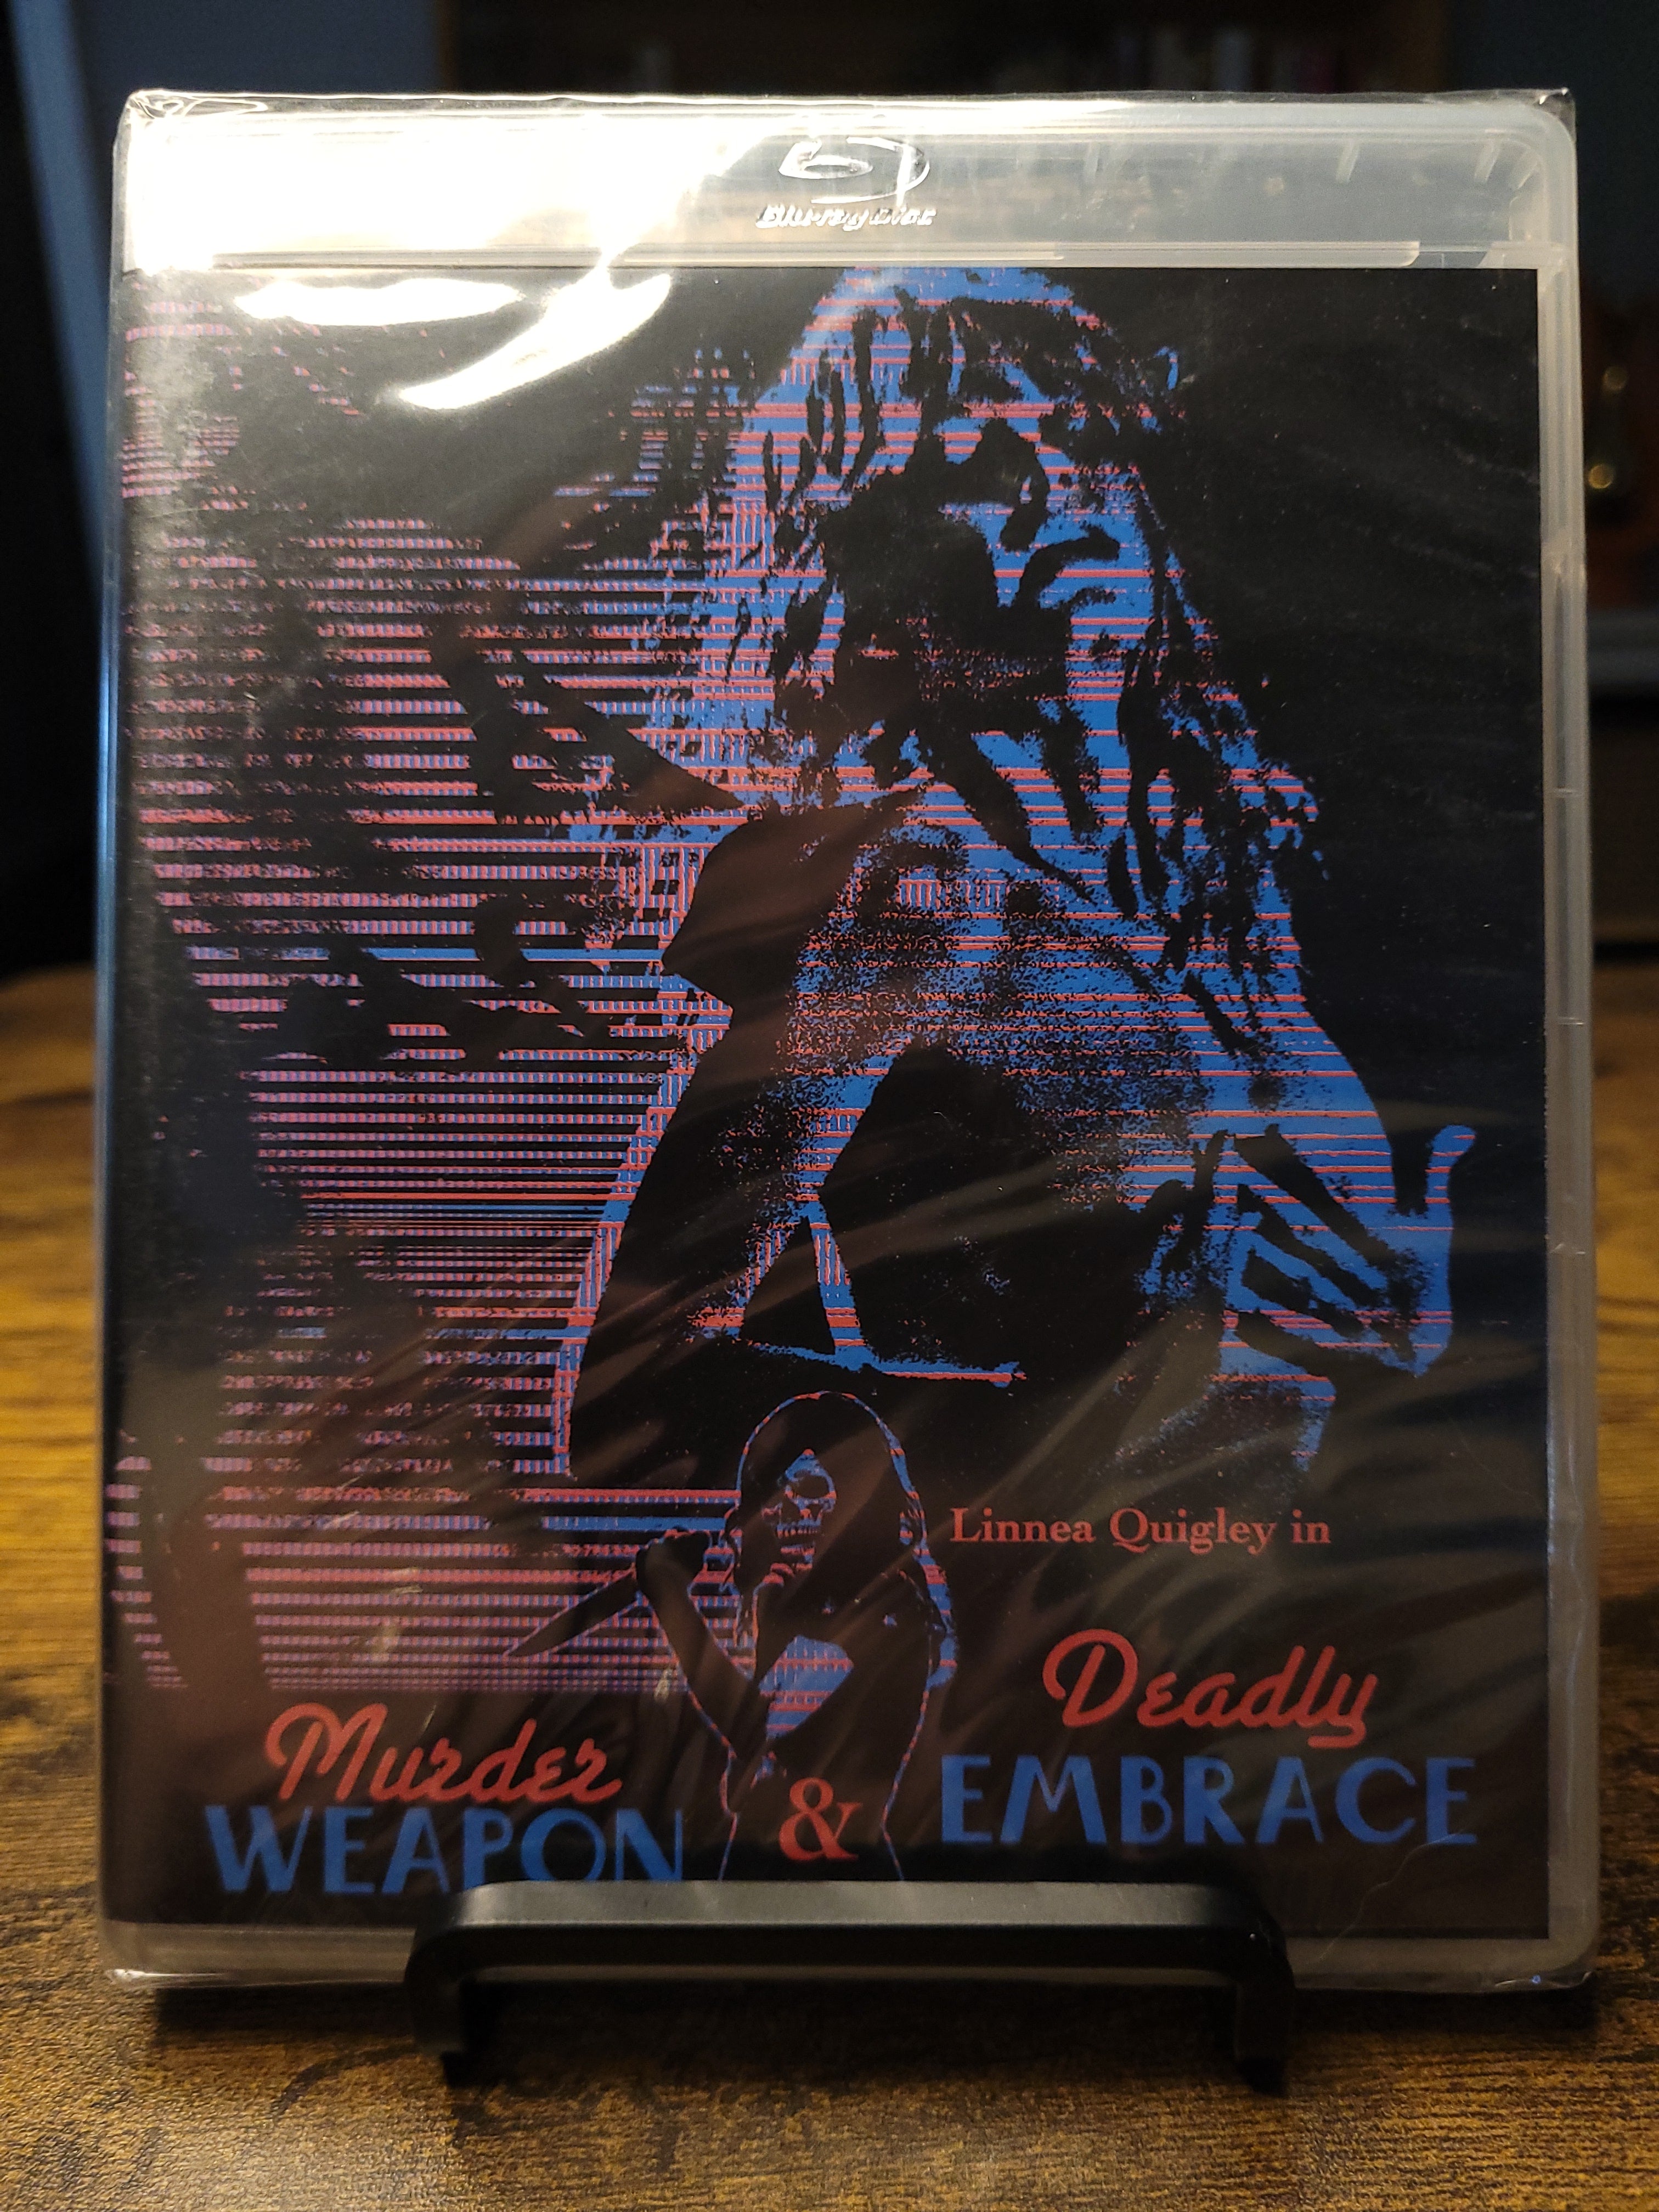 Blu-ray Disc
Linnea Quigley in
Murder
WEAPON
&
Deadly
EMBRACE